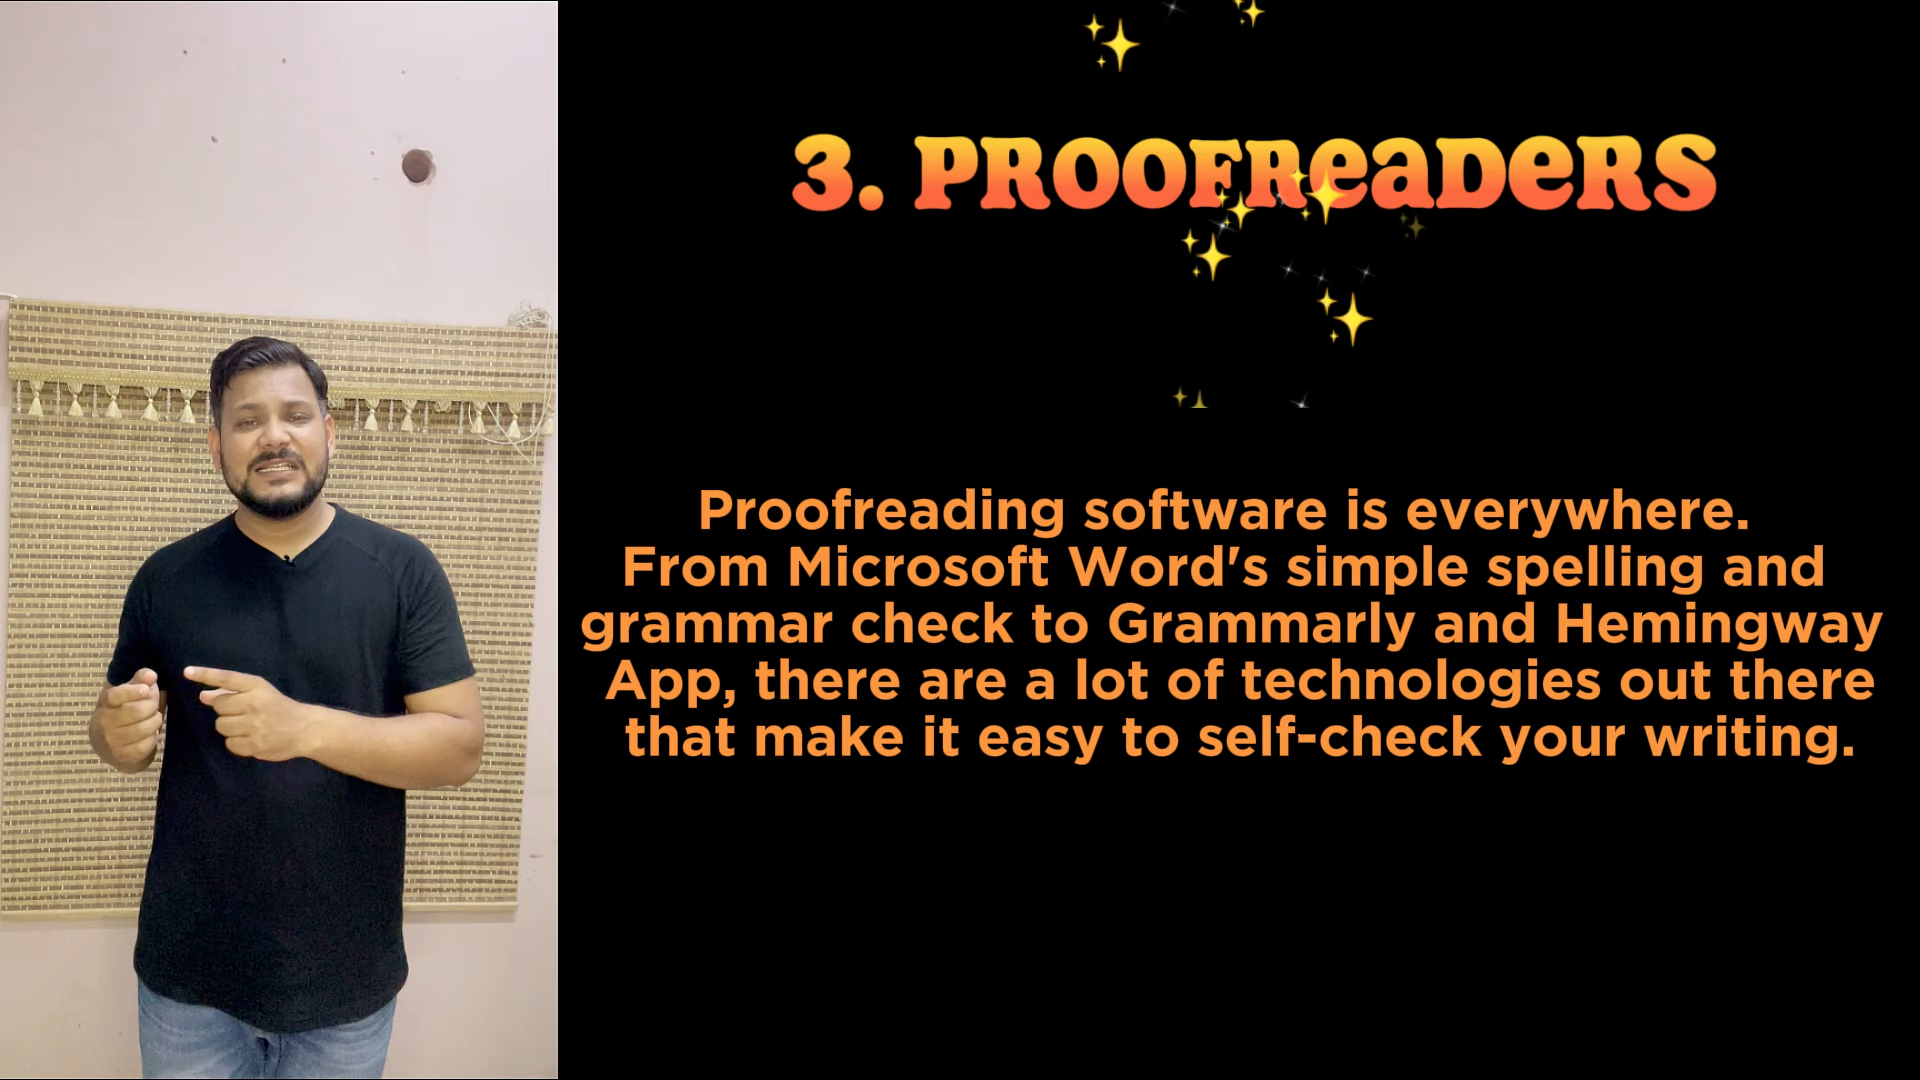 3. PROOFREADERS
Proofreading software is everywhere.
From Microsoft Word's simple spelling and
grammar check to Grammarly and Hemingway
App, there are a lot of technologies out there
that make it easy to self-check your writing.